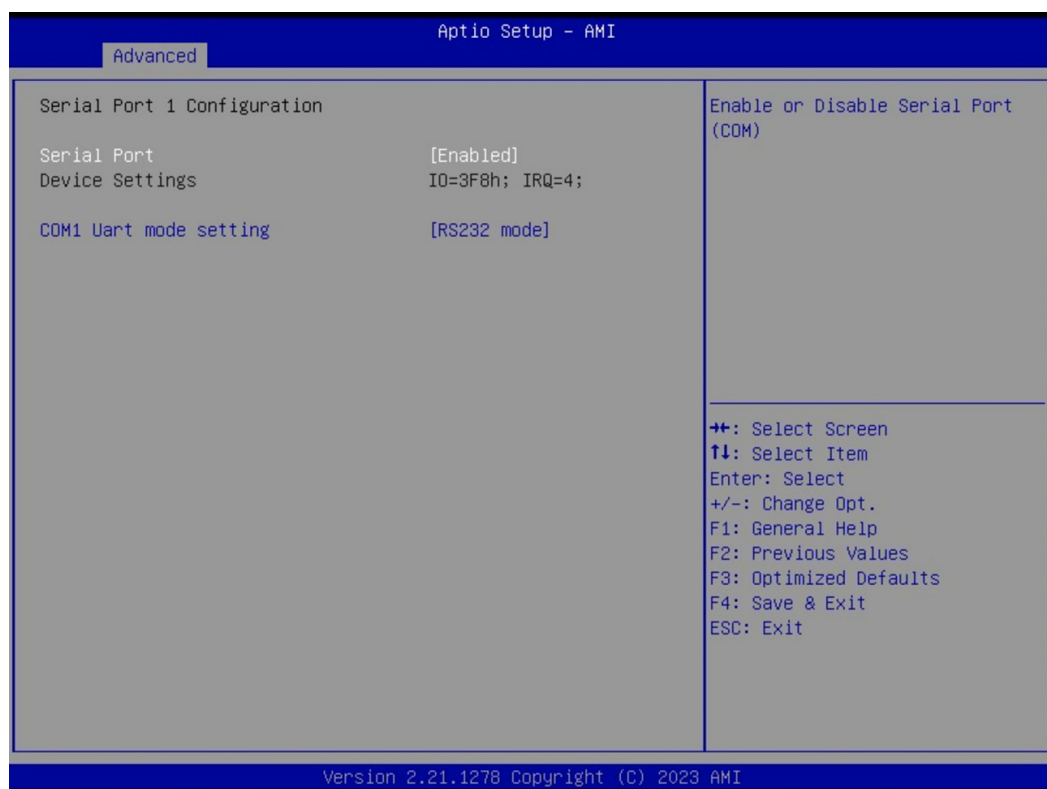 Aptio Setup – AMI
Advanced
Serial Port 1 Configuration
Serial Port [Enabled]
Device Settings IO=3F8h; IRQ=4;
COM1 Uart mode setting [RS232 mode]
Enable or Disable Serial Port
(COM)
→←: Select Screen
↑↓: Select Item
Enter: Select
+/-: Change Opt.
F1: General Help
F2: Previous Values
F3: Optimized Defaults
F4: Save & Exit
ESC: Exit
Version 2.21.1278 Copyright (C) 2023 AMI